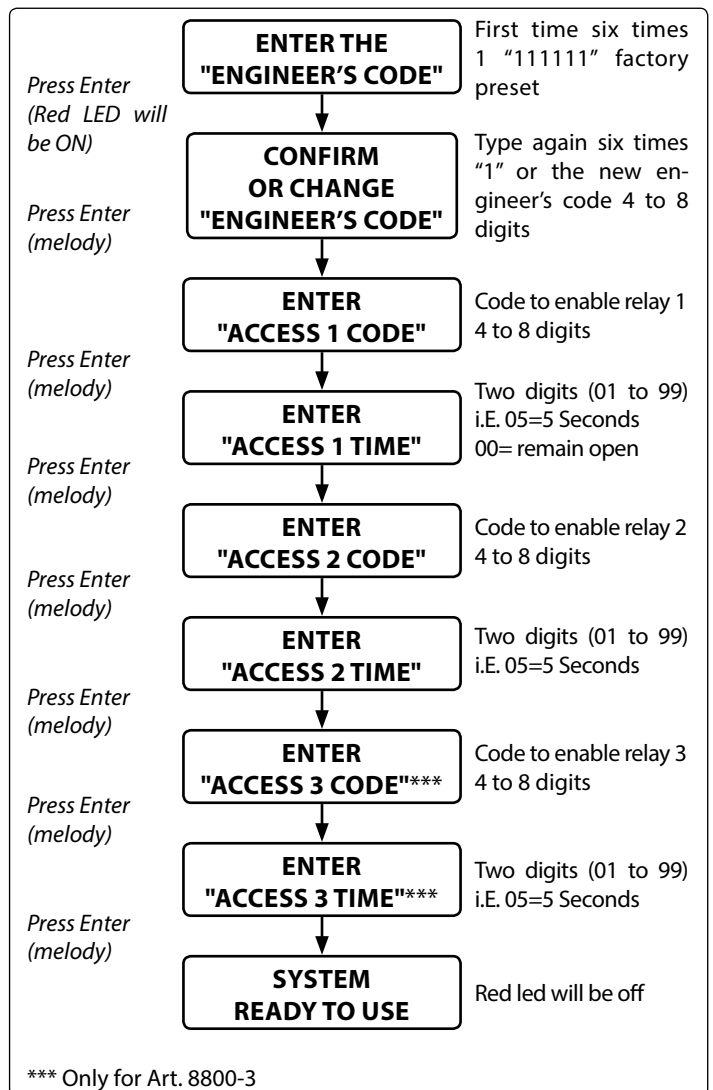 ENTER THE
"ENGINEER'S CODE"
First time six times
1 “111111” factory
preset
Press Enter
(Red LED will
be ON)
CONFIRM
OR CHANGE
"ENGINEER'S CODE"
Type again six times
“1” or the new en-
gineer’s code 4 to 8
digits
Press Enter
(melody)
ENTER
"ACCESS 1 CODE"
Code to enable relay 1
4 to 8 digits
Press Enter
(melody)
ENTER
"ACCESS 1 TIME"
Two digits (01 to 99)
i.E. 05=5 Seconds
00= remain open
Press Enter
(melody)
ENTER
"ACCESS 2 CODE"
Code to enable relay 2
4 to 8 digits
Press Enter
(melody)
ENTER
"ACCESS 2 TIME"
Two digits (01 to 99)
i.E. 05=5 Seconds
Press Enter
(melody)
ENTER
"ACCESS 3 CODE"***
Code to enable relay 3
4 to 8 digits
Press Enter
(melody)
ENTER
"ACCESS 3 TIME"***
Two digits (01 to 99)
i.E. 05=5 Seconds
Press Enter
(melody)
SYSTEM
READY TO USE
Red led will be off
*** Only for Art. 8800-3